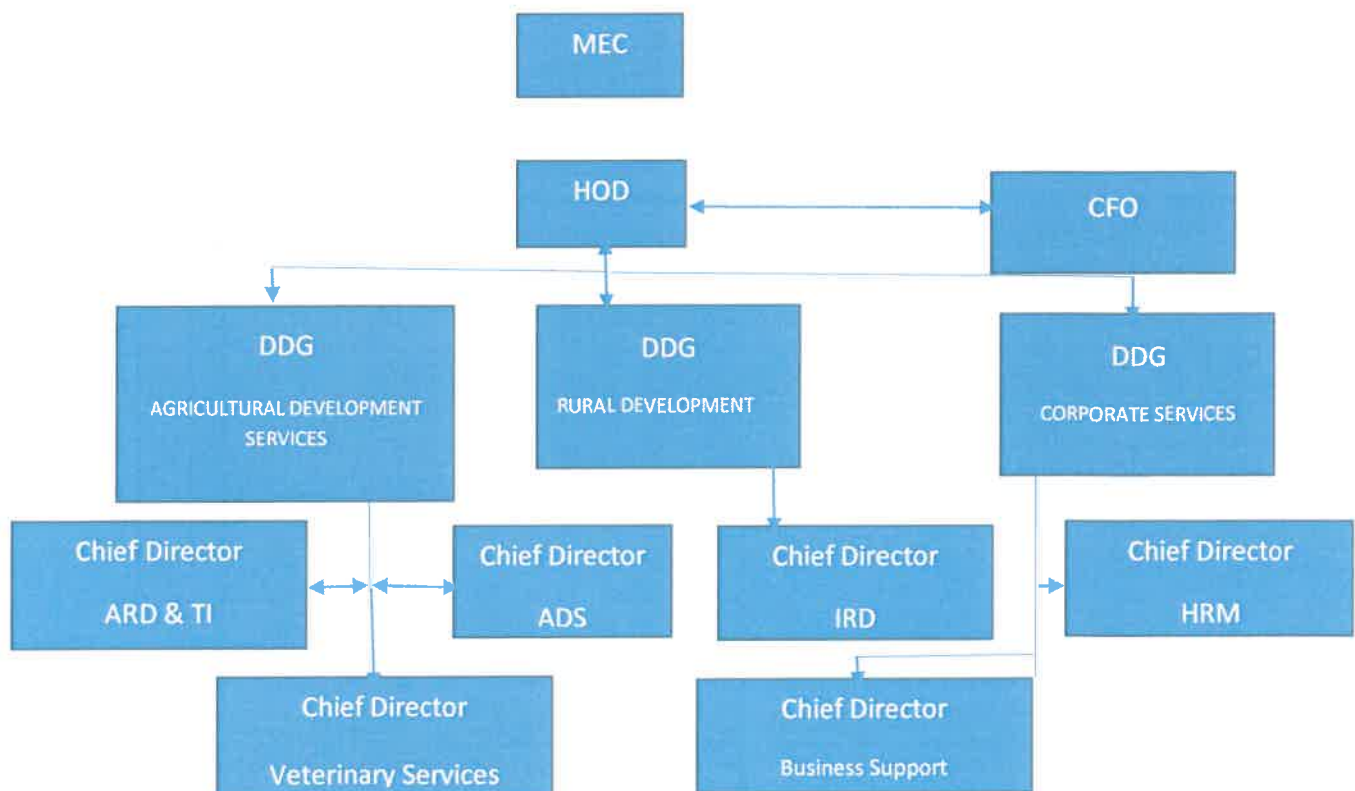 MEC
HOD
CFO
DDG
AGRICULTURAL DEVELOPMENT
SERVICES
DDG
RURAL DEVELOPMENT
DDG
CORPORATE SERVICES
Chief Director
ARD & TI
Chief Director
ADS
Chief Director
IRD
Chief Director
HRM
Chief Director
Veterinary Services
Chief Director
Business Support